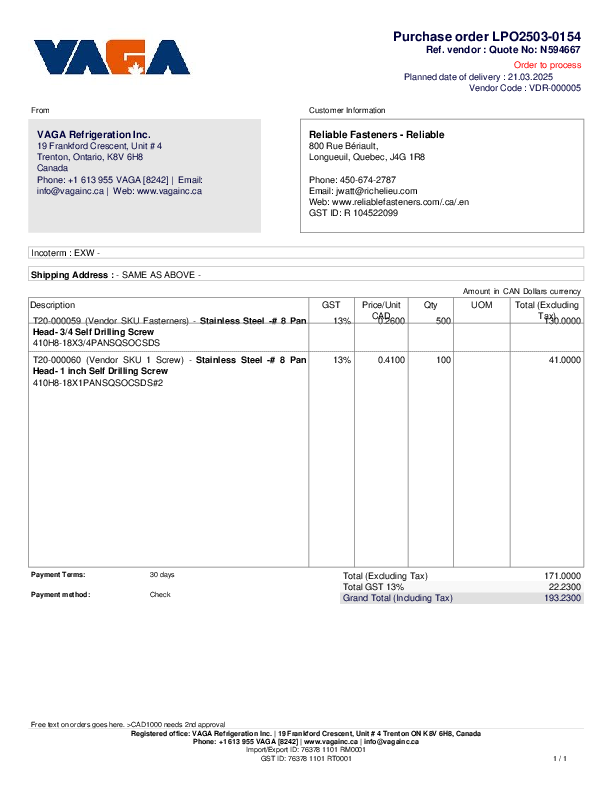 VAGA
Purchase order LPO2503-0154
Ref. vendor : Quote No: N594667
Order to process
Planned date of delivery : 21.03.2025
Vendor Code : VDR-000005
From
Customer Information
VAGA Refrigeration Inc.
19 Frankford Crescent, Unit # 4
Trenton, Ontario, K8V 6H8
Canada
Phone: +1 613 955 VAGA [8242] | Email:
info@vagainc.ca | Web: www.vagainc.ca
Reliable Fasteners - Reliable
800 Rue Bériault,
Longueuil, Quebec, J4G 1R8
Phone: 450-674-2787
Email: jwatt@richelieu.com
Web: www.reliablefasteners.com/.ca/.en
GST ID: R 104522099
Incoterm : EXW -
Shipping Address : - SAME AS ABOVE -
Amount in CAN Dollars currency
Description GST Price/Unit CAD Qty UOM Total (Excluding Tax)
T20-000059 (Vendor SKU Fasterners) - Stainless Steel -# 8 Pan 13% 0.2600 500 130.0000
Head- 3/4 Self Drilling Screw
410H8-18X3/4PANSQSOCSDS
T20-000060 (Vendor SKU 1 Screw) - Stainless Steel -# 8 Pan 13% 0.4100 100 41.0000
Head- 1 inch Self Drilling Screw
410H8-18X1PANSQSOCSDS#2
Payment Terms: 30 days
Payment method: Check
Total (Excluding Tax) 171.0000
Total GST 13% 22.2300
Grand Total (Including Tax) 193.2300
Free text on orders goes here. >CAD1000 needs 2nd approval
Registered office: VAGA Refrigeration Inc. | 19 Frankford Crescent, Unit # 4 Trenton ON K8V 6H8, Canada
Phone: +1 613 955 VAGA [8242] | www.vagainc.ca | info@vagainc.ca
Import/Export ID: 76378 1101 RM0001
GST ID: 76378 1101 RT0001
1 / 1